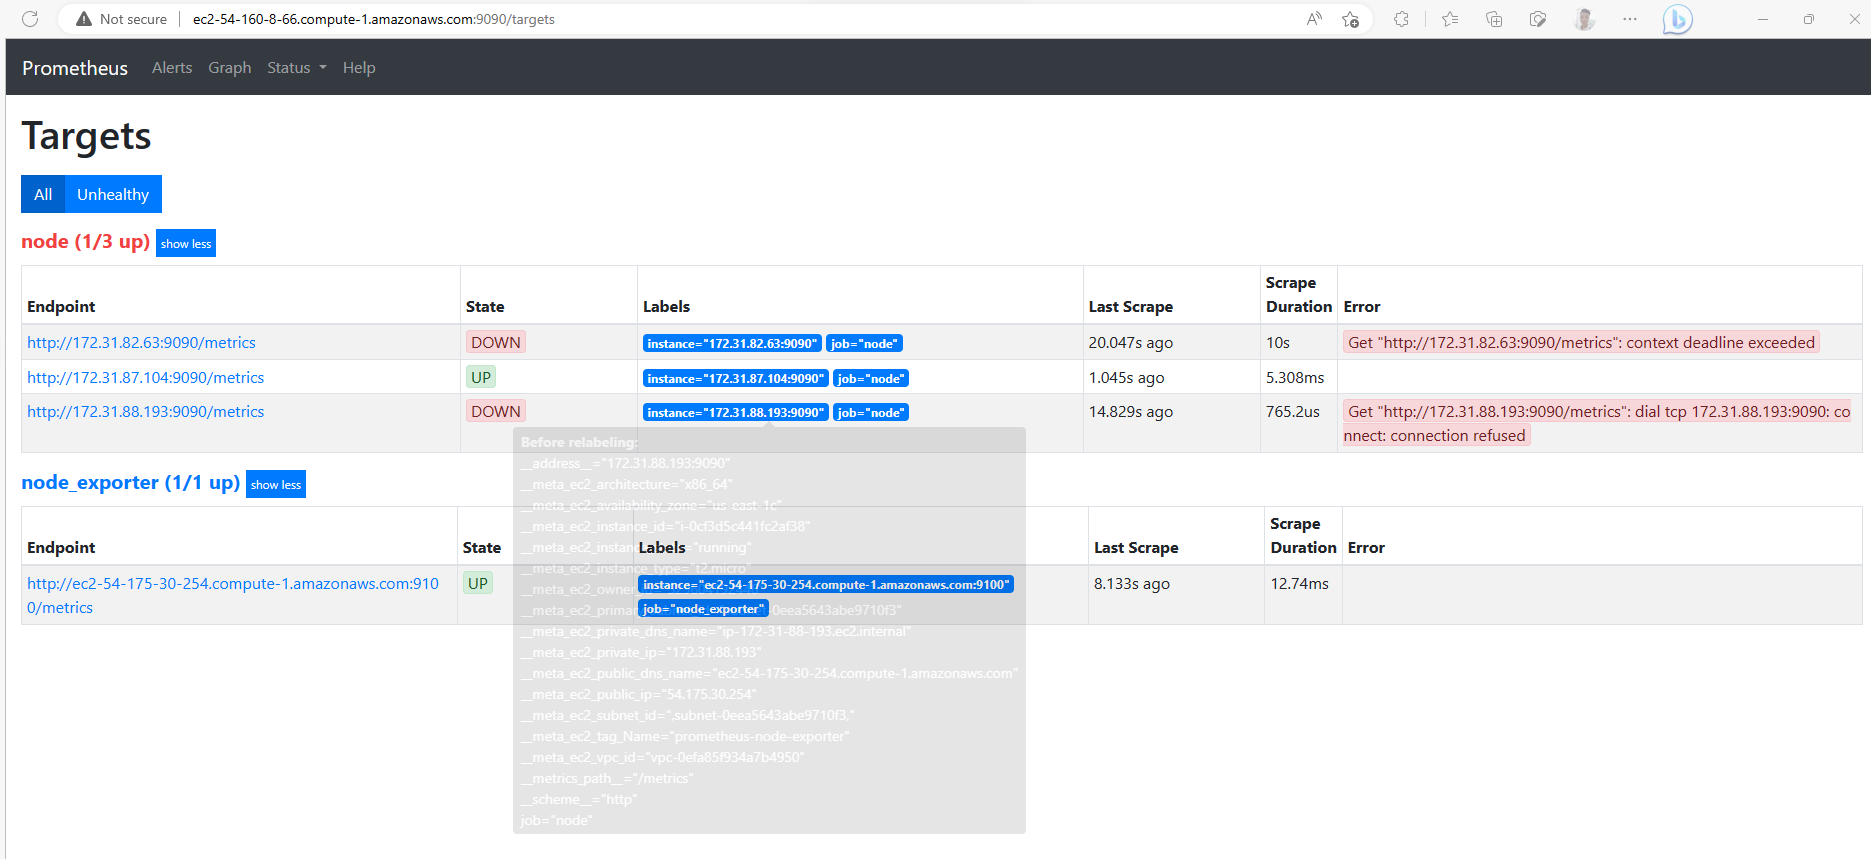 Not secure ec2-54-160-8-66.compute-1.amazonaws.com:9090/targets
Prometheus Alerts Graph Status Help
Targets
All Unhealthy
node (1/3 up) show less
Endpoint State Labels Last Scrape Scrape Duration Error
http://172.31.82.63:9090/metrics DOWN instance="172.31.82.63:9090" job="node" 20.047s ago 10s Get "http://172.31.82.63:9090/metrics": context deadline exceeded
http://172.31.87.104:9090/metrics UP instance="172.31.87.104:9090" job="node" 1.045s ago 5.308ms
http://172.31.88.193:9090/metrics DOWN instance="172.31.88.193:9090" job="node" 14.829s ago 765.2us Get "http://172.31.88.193:9090/metrics": dial tcp 172.31.88.193:9090: co
nnect: connection refused
node_exporter (1/1 up) show less
Endpoint State Labels Last Scrape Scrape Duration Error
http://ec2-54-175-30-254.compute-1.amazonaws.com:910
0/metrics UP instance="ec2-54-175-30-254.compute-1.amazonaws.com:9100" job="node_exporter" 8.133s ago 12.74ms
Before relabeling:
__address__="172.31.88.193:9090"
__meta_ec2_architecture="x86_64"
__meta_ec2_availability_zone="us-east-1c"
__meta_ec2_instance_id="i-0cf3d5c441fc2af38"
"running"
__meta_ec2_instance_type="t2.micro"
__meta_ec2_private_dns_name="ip-172-31-88-193.ec2.internal"
__meta_ec2_private_ip="172.31.88.193"
__meta_ec2_public_dns_name="ec2-54-175-30-254.compute-1.amazonaws.com"
__meta_ec2_public_ip="54.175.30.254"
__meta_ec2_subnet_id=",subnet-0eea5643abe9710f3,"
__meta_ec2_tag_Name="prometheus-node-exporter"
__meta_ec2_vpc_id="vpc-0efa85f934a7b4950"
__metrics_path__="/metrics"
__scheme__="http"
job="node"